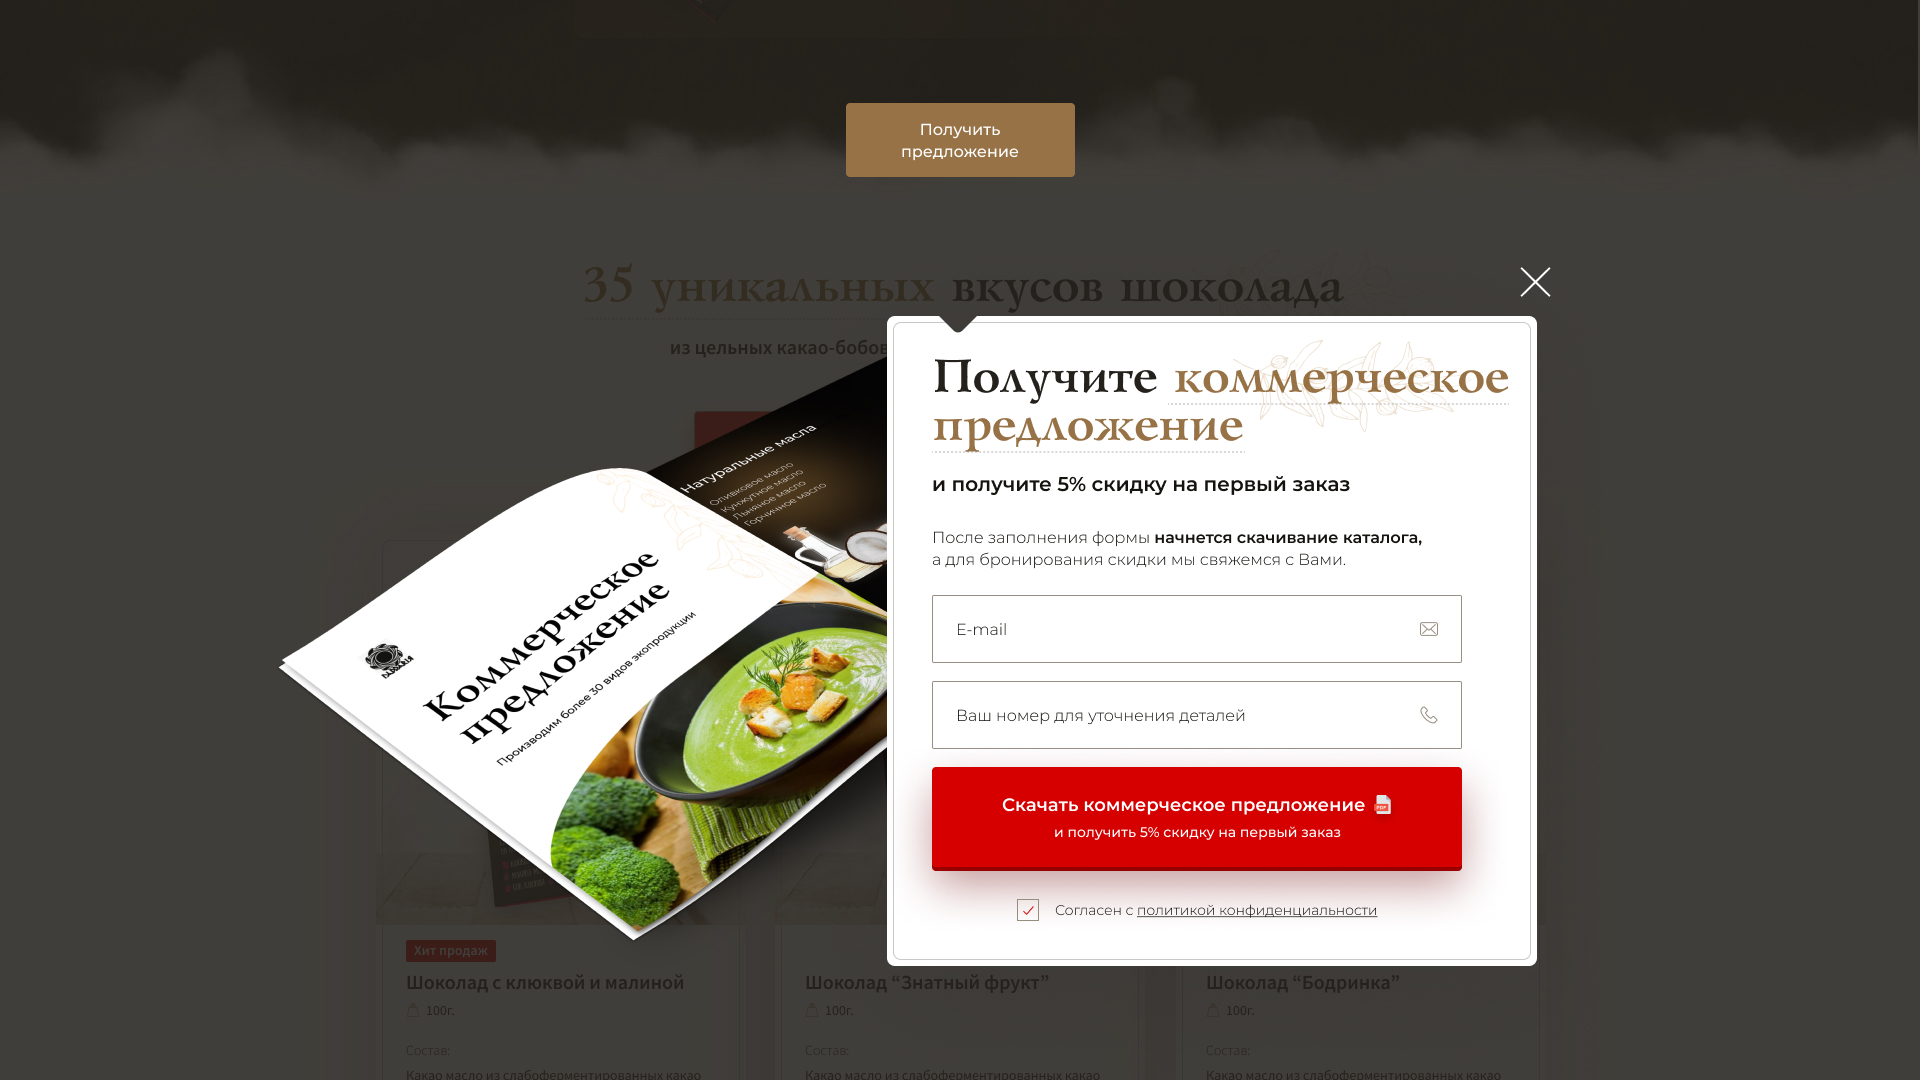 Получить
предложение
35 уникальных вкусов шоколада
из цельных какао-бобов
Получите коммерческое
предложение
и получите 5% скидку на первый заказ
После заполнения формы начнется скачивание каталога,
а для бронирования скидки мы свяжемся с Вами.
E-mail
Ваш номер для уточнения деталей
Скачать коммерческое предложение
PDF
и получить 5% скидку на первый заказ
Согласен с политикой конфиденциальности
Натуральные масла
Оливковое масло
Кунжутное масло
Льняное масло
Горчичное масло
Коммерческое
предложение
Производим более 30 видов экопродукции
Хит продаж
Шоколад с клюквой и малиной
100г.
Состав:
Какао масло из слабоферментированных какао
Шоколад “Знатный фрукт”
100г.
Состав:
Какао масло из слабоферментированных какао
Шоколад “Бодринка”
100г.
Состав:
Какао масло из слабоферментированных какао